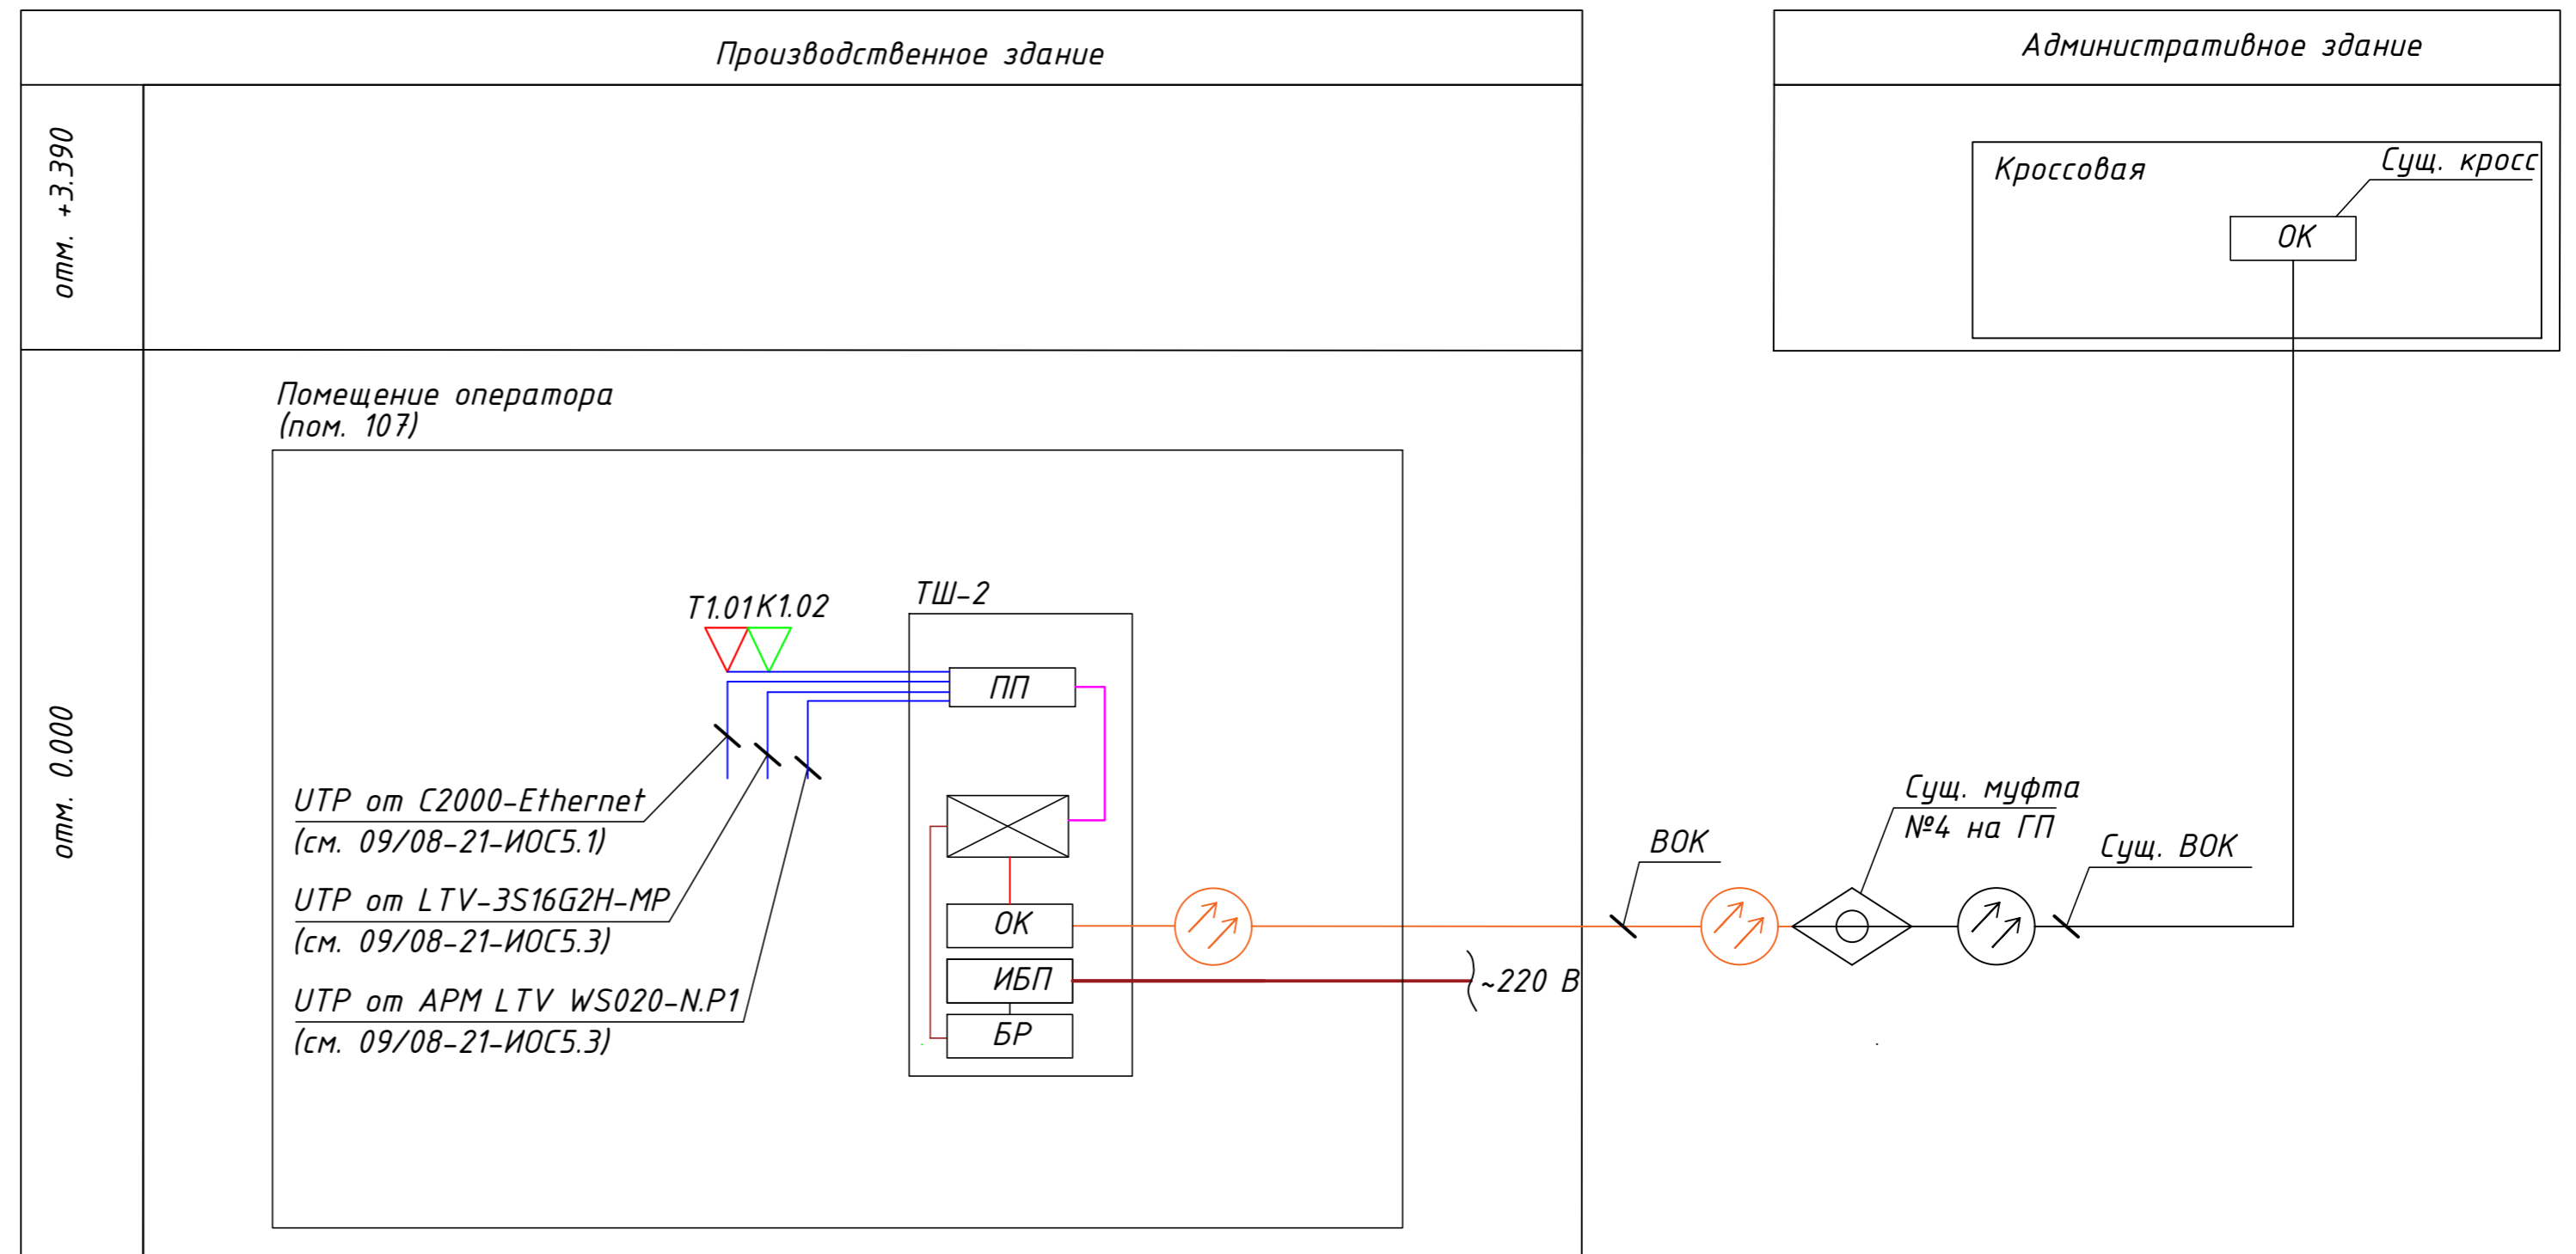 Производственное здание
Административное здание
отм. +3.390
Кроссовая
Сущ. кросс
ОК
Помещение оператора
(пом. 107)
отм. 0.000
Т1.01 К1.02
ТШ-2
ПП
UTP от С2000-Ethernet
(см. 09/08-21-ИОС5.1)
UTP от LTV-3S16G2H-MP
(см. 09/08-21-ИОС5.3)
UTP от АРМ LTV WS020-N.P1
(см. 09/08-21-ИОС5.3)
ОК
ИБП
БР
~220 В
ВОК
Сущ. муфта
№4 на ГП
Сущ. ВОК